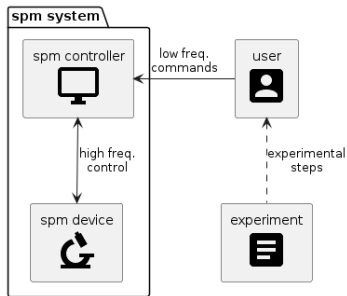 spm system
spm controller
low freq.
commands
user
high freq.
control
experimental
steps
spm device
experiment